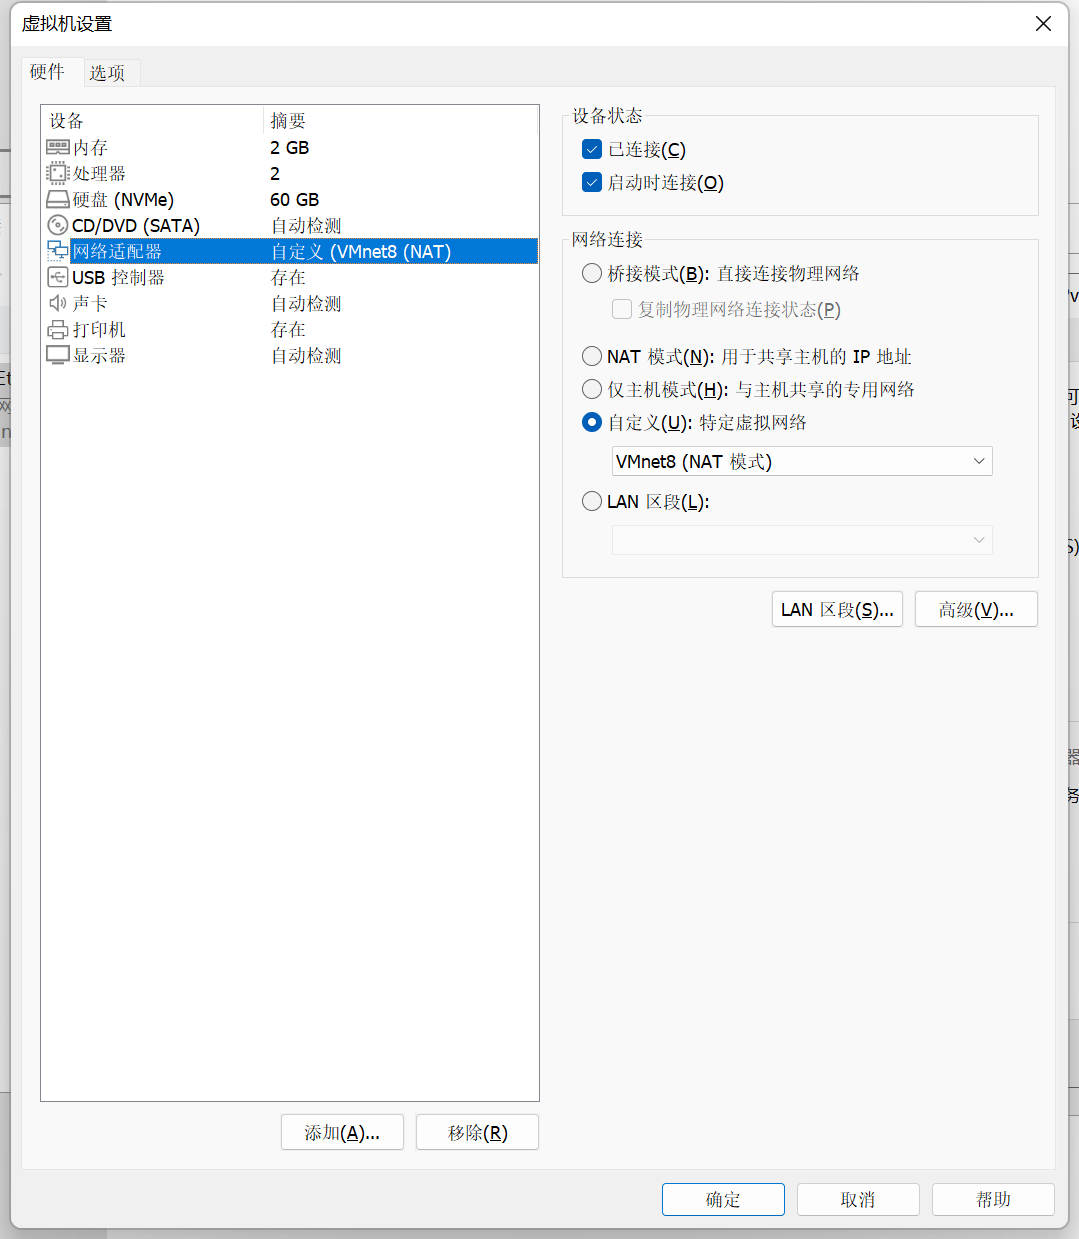 虚拟机设置
硬件 选项
设备 摘要
内存 2 GB
处理器 2
硬盘 (NVMe) 60 GB
CD/DVD (SATA) 自动检测
网络适配器 自定义 (VMnet8 (NAT)
USB 控制器 存在
声卡 自动检测
打印机 存在
显示器 自动检测
添加(A)... 移除(R)
设备状态
已连接(C)
启动时连接(O)
网络连接
桥接模式(B): 直接连接物理网络
复制物理网络连接状态(P)
NAT 模式(N): 用于共享主机的 IP 地址
仅主机模式(H): 与主机共享的专用网络
自定义(U): 特定虚拟网络
VMnet8 (NAT 模式)
LAN 区段(L):
LAN 区段(S)... 高级(V)...
确定 取消 帮助